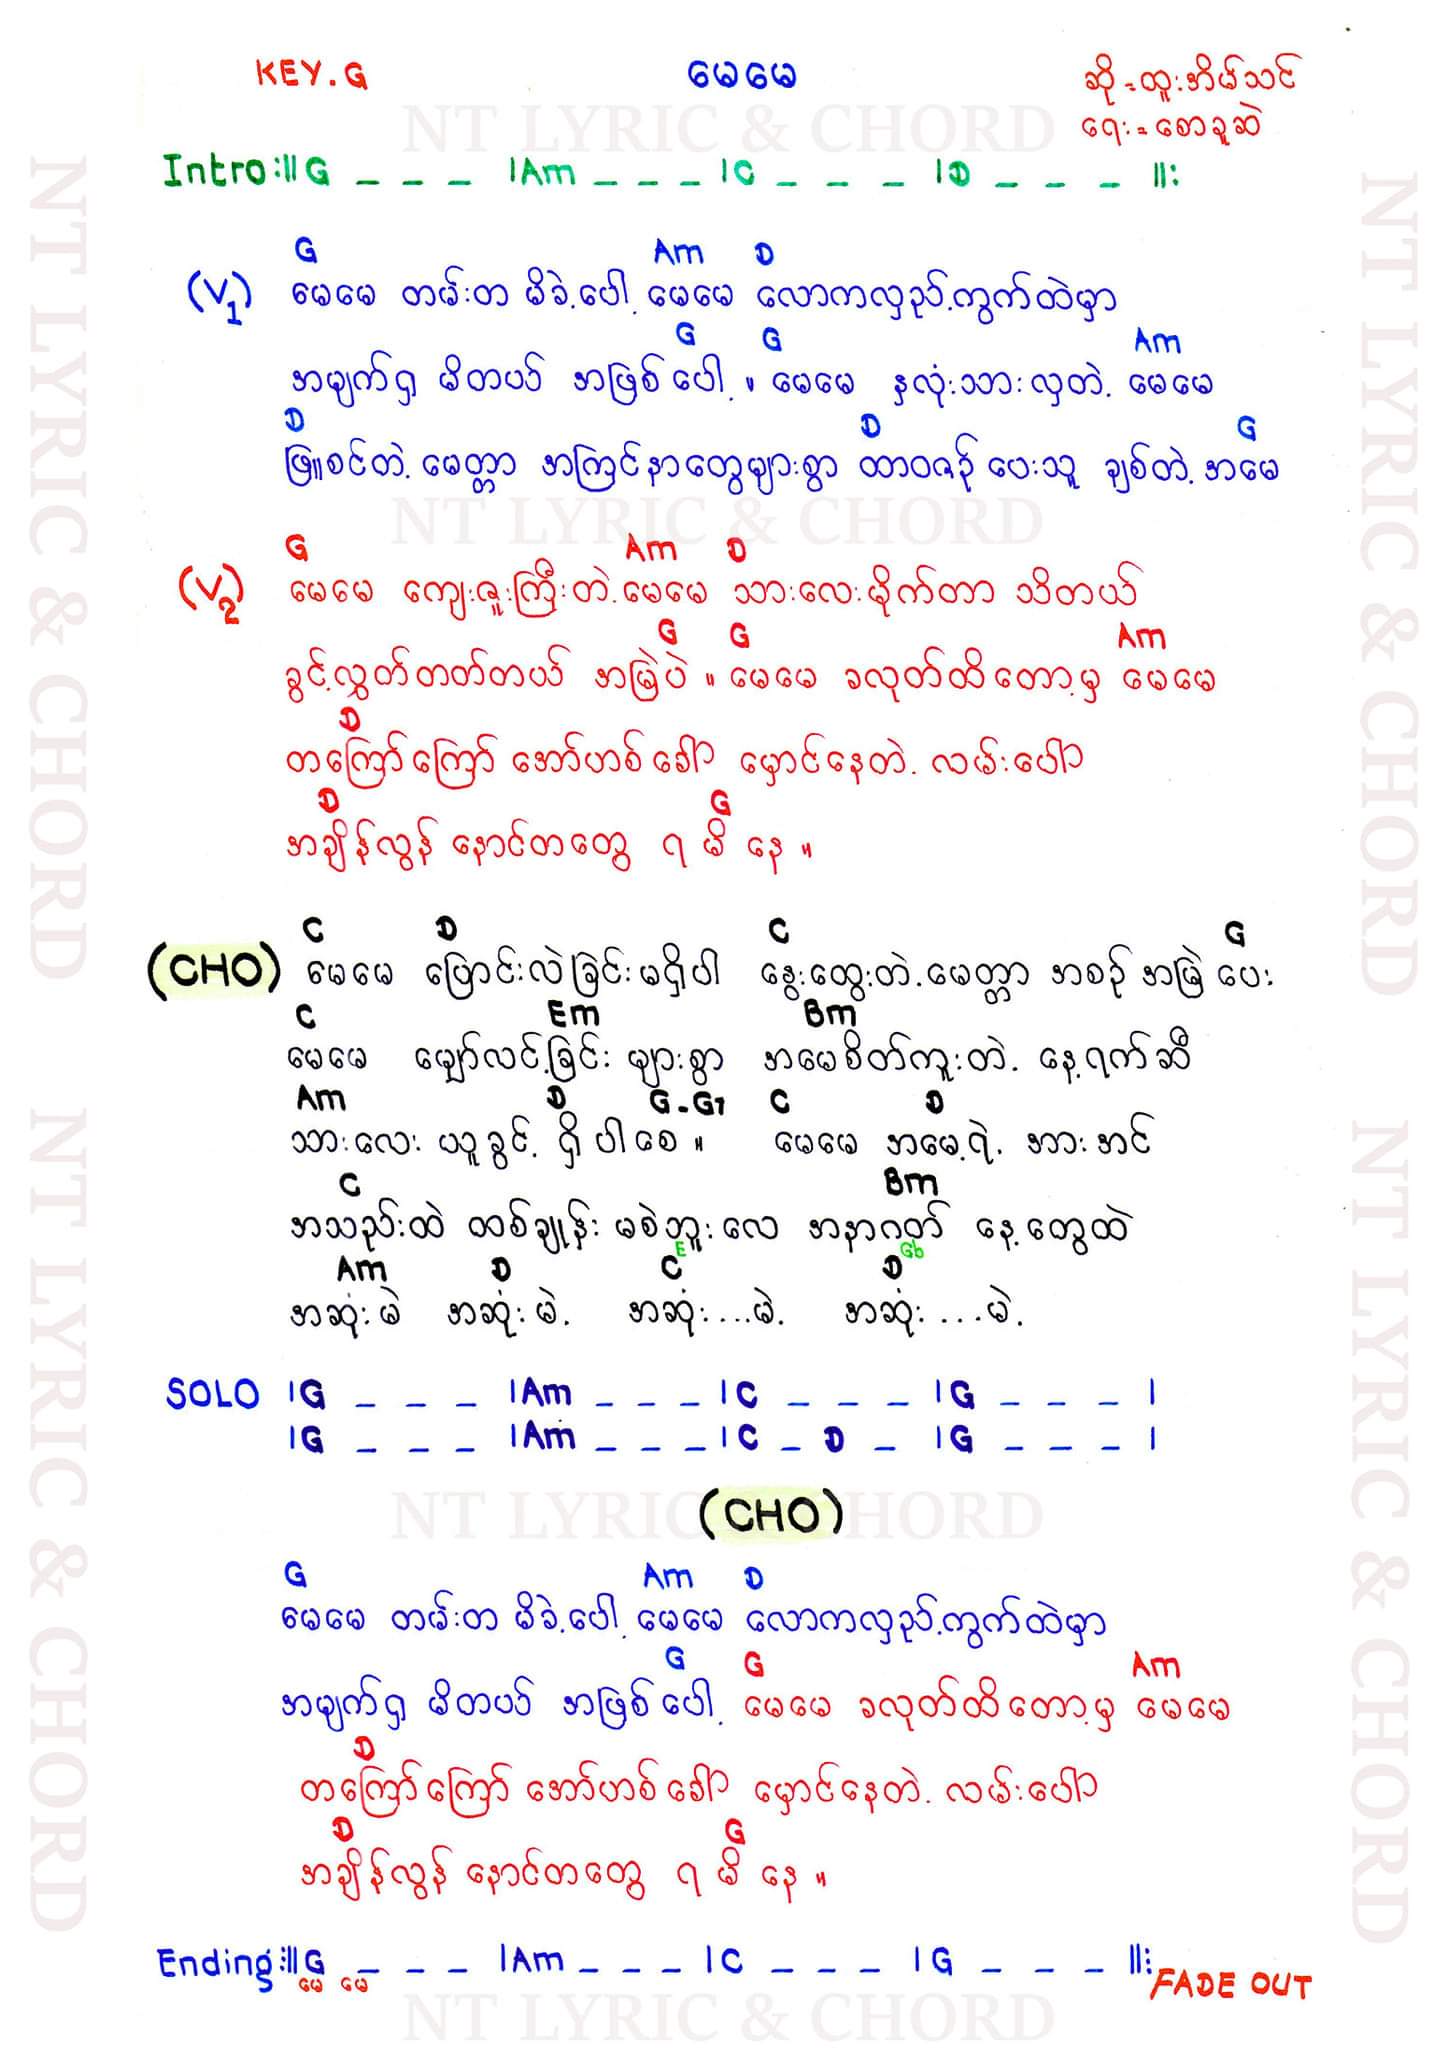 KEY.G
မေမေ
ဆို - ထူးအိမ်သင်
ရေး - စောခူဆဲ
NT LYRIC & CHORD
Intro :|| G _ _ _ | Am _ _ _ | C _ _ _ | D _ _ _ ||:
G Am D
(V1) မေမေ တမ်းတ မိခဲ့ပေါ့ မေမေ လောကလှည့်ကွက်ထဲမှာ
G G Am
အမျက်ရှ မိတယ် အဖြစ်ပေါ့ ။ မေမေ နှလုံးသားလှတဲ့ မေမေ
D D G
ဖြူစင်တဲ့ မေတ္တာ အကြင်နာတွေများစွာ ထာဝစဉ် ပေးသူ ချစ်တဲ့ အမေ
NT LYRIC & CHORD
G Am D
(V2) မေမေ ကျေးဇူးကြီးတဲ့ မေမေ သားလေးမိုက်တာ သိတယ်
G G Am
ခွင့်လွှတ်တတ်တယ် အမြဲပဲ ။ မေမေ ခလုတ်ထိတော့မှ မေမေ
D
တကြော်ကြော် အော်ဟစ်ခေါ် မှောင်နေတဲ့ လမ်းပေါ်
D G
အချိန်လွန် နောင်တတွေ ရ မိ နေ ။
C D C G
(CHO) မေမေ ပြောင်းလဲခြင်းမရှိပါ နွေးထွေးတဲ့ မေတ္တာ အစဉ် အမြဲ ပေး
C Em Bm
မေမေ မျှော်လင့်ခြင်း များစွာ အမေစိတ်ကူးတဲ့ နေ့ရက်ဆီ
Am D G - G7 C D
သားလေး ယူခွင့် ရှိ ပါစေ ။ မေမေ အမေ့ရဲ့ အားအင်
C Bm
အသည်းထဲ ထစ်ချုန်း မစဲဘူးလေ အနာဂတ် နေ့တွေထဲ
E Gb
Am D C D
အဆုံးမဲ အဆုံးမဲ့ အဆုံး...မဲ့ အဆုံး...မဲ့
SOLO | G _ _ _ | Am _ _ _ | C _ _ _ | G _ _ _ |
| G _ _ _ | Am _ _ _ | C _ D _ | G _ _ _ |
NT LYRIC & CHORD
(CHO)
G Am D
မေမေ တမ်းတ မိခဲ့ပေါ့ မေမေ လောကလှည့်ကွက်ထဲမှာ
G G Am
အမျက်ရှ မိတယ် အဖြစ်ပေါ့ မေမေ ခလုတ်ထိတော့မှ မေမေ
D
တကြော်ကြော် အော်ဟစ်ခေါ် မှောင်နေတဲ့ လမ်းပေါ်
D G
အချိန်လွန် နောင်တတွေ ရ မိ နေ ။
Ending :|| G _ _ _ | Am _ _ _ | C _ _ _ | G _ _ _ ||:
မေ မေ
FADE OUT
NT LYRIC & CHORD
NT LYRIC & CHORD
NT LYRIC & CHORD
NT LYRIC & CHORD
NT LYRIC & CHORD